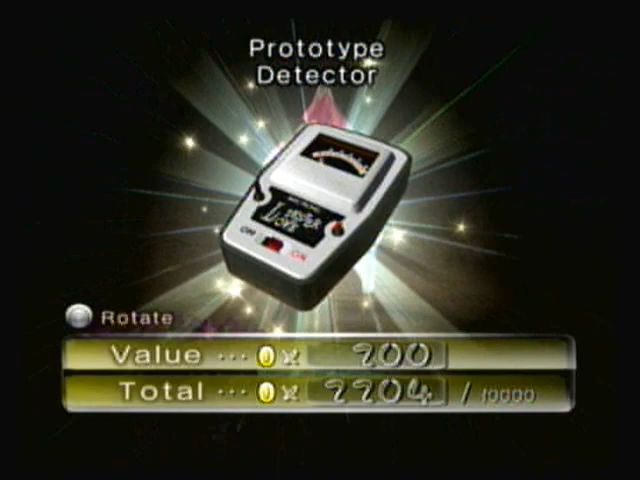 Prototype
Detector
OFF
ON
Rotate
Value ··· x 200
Total ··· x 2204 / 10000